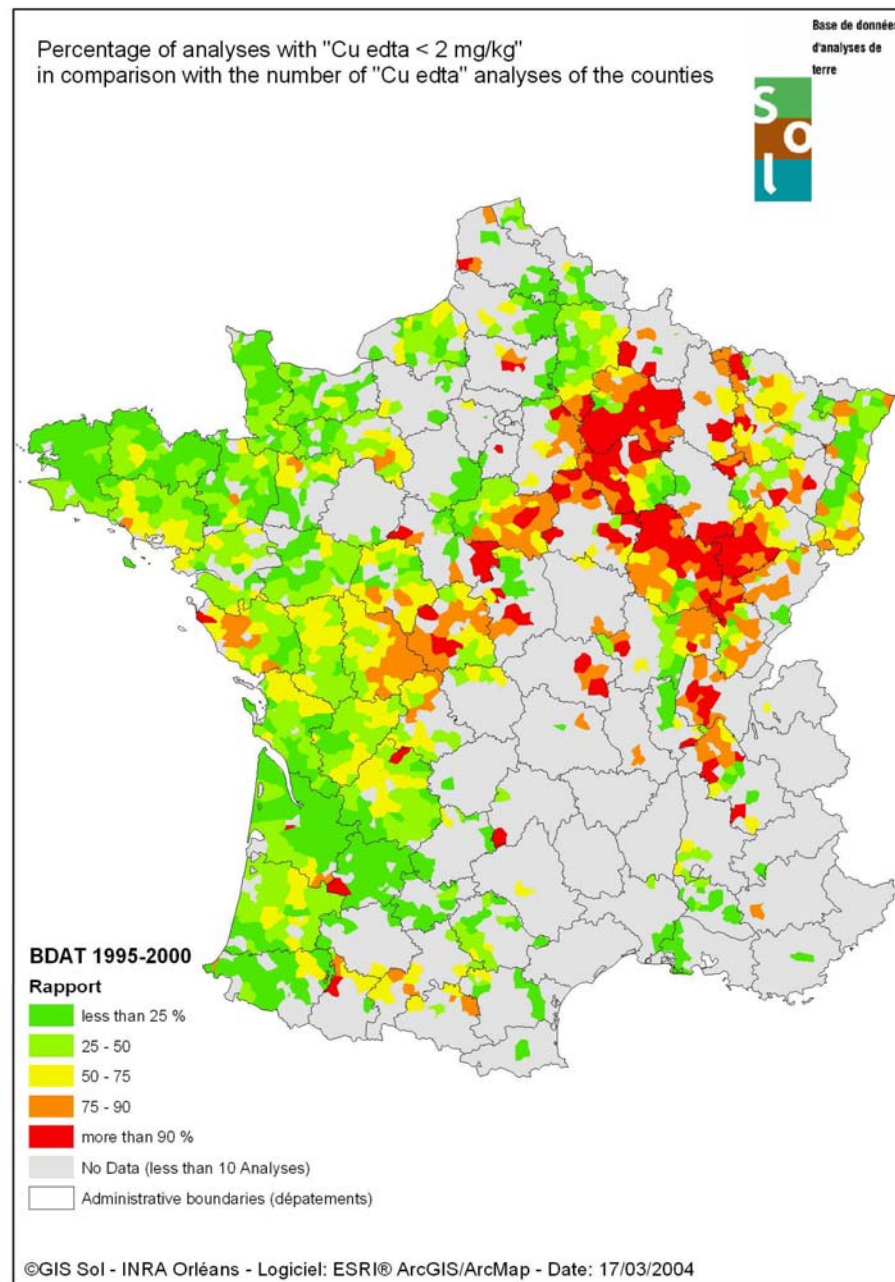 Percentage of analyses with "Cu edta < 2 mg/kg"
in comparison with the number of "Cu edta" analyses of the counties
Base de données
d'analyses de
terre
S
o
l
BDAT 1995-2000
Rapport
less than 25 %
25 - 50
50 - 75
75 - 90
more than 90 %
No Data (less than 10 Analyses)
Administrative boundaries (dépatements)
©GIS Sol - INRA Orléans - Logiciel: ESRI® ArcGIS/ArcMap - Date: 17/03/2004